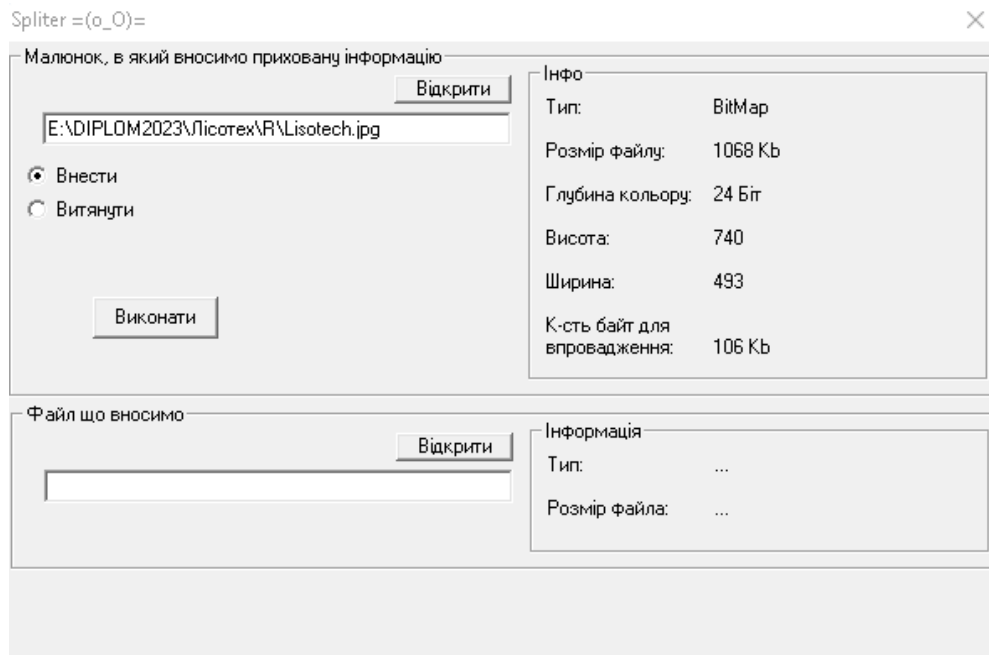 Spliter =(o_O)=
Малюнок, в який вносимо приховану інформацію
Відкрити
E:\DIPLOM2023\Лісотех\R\Lisotech.jpg
Внести
Витянути
Виконати
Інфо
Тип: BitMap
Розмір файлу: 1068 Kb
Глубина кольору: 24 Біт
Висота: 740
Ширина: 493
К-сть байт для
впровадження: 106 Kb
Файл що вносимо
Відкрити
Інформація
Тип: ...
Розмір файла: ...